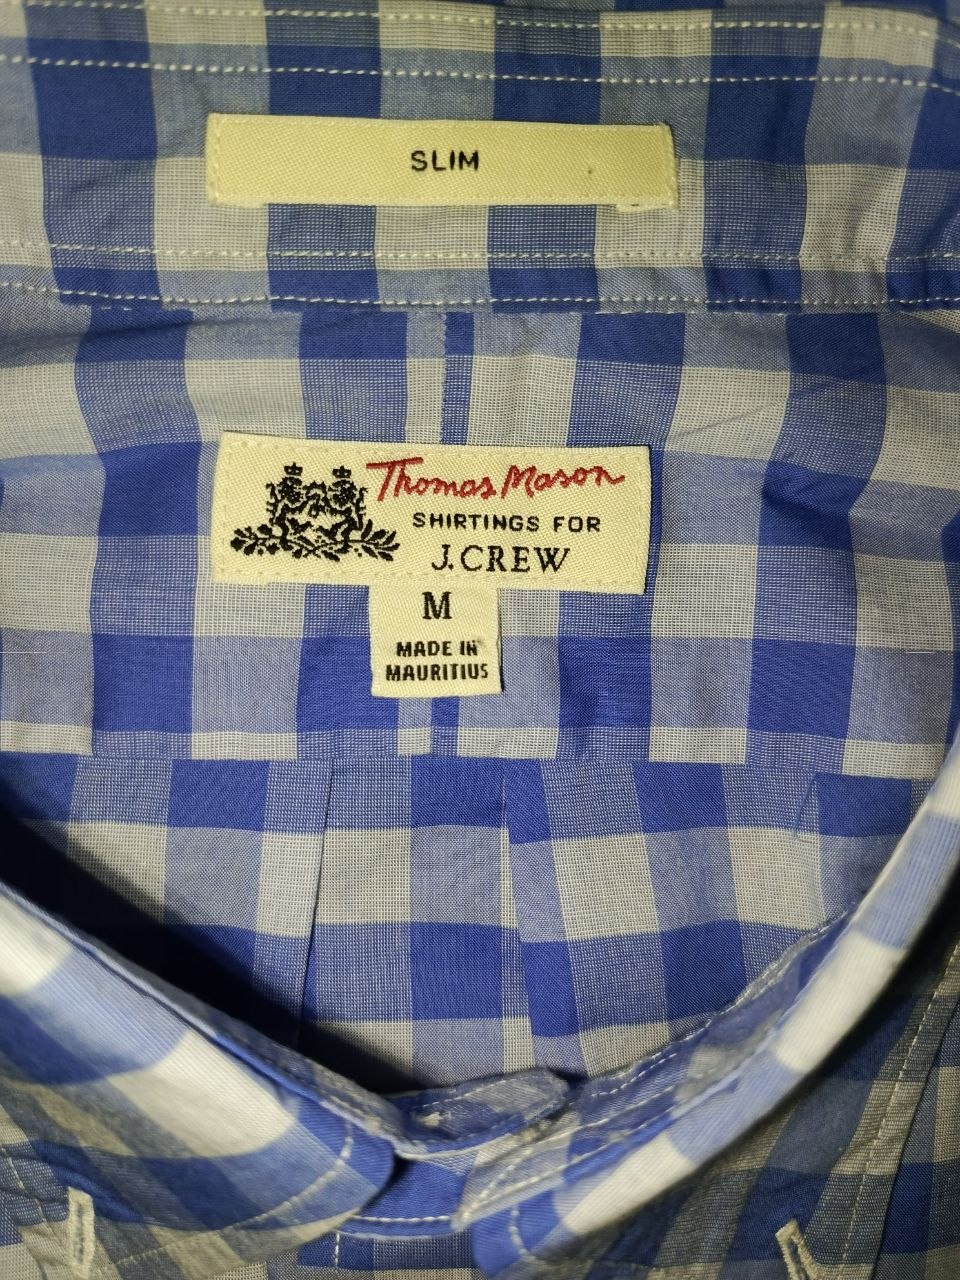 SLIM
Thomas Mason
SHIRTINGS FOR
J.CREW
M
MADE IN
MAURITIUS